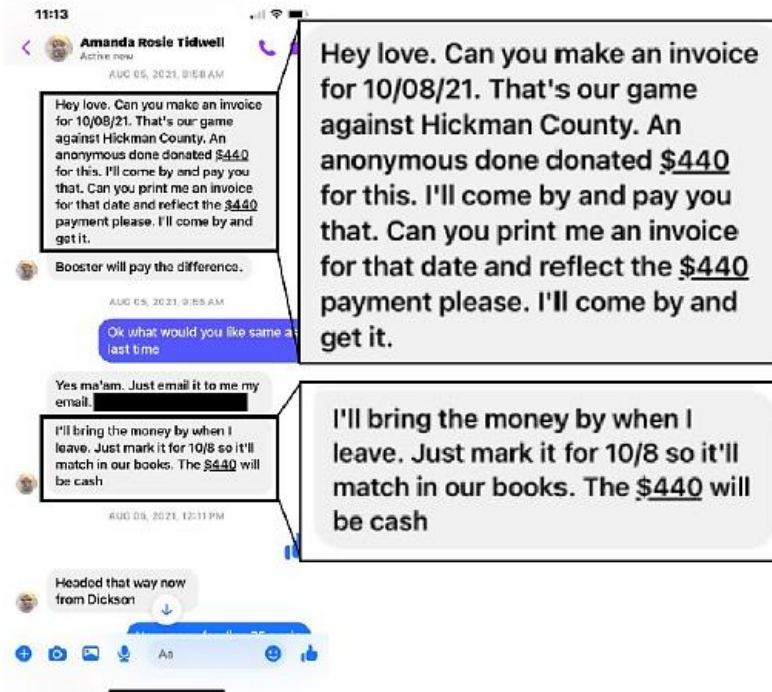 11:13
Amanda Rosie Tidwell
Active now
AUG 05, 2021, 9:58 AM
Hey love. Can you make an invoice
for 10/08/21. That's our game
against Hickman County. An
anonymous done donated $440
for this. I'll come by and pay you
that. Can you print me an invoice
for that date and reflect the $440
payment please. I'll come by and
get it.
Booster will pay the difference.
AUG 05, 2021, 9:55 AM
Ok what would you like same as
last time
Yes ma'am. Just email it to me my
email.
I'll bring the money by when I
leave. Just mark it for 10/8 so it'll
match in our books. The $440 will
be cash
AUG 05, 2021, 12:11 PM
Headed that way now
from Dickson
Aa
Hey love. Can you make an invoice
for 10/08/21. That's our game
against Hickman County. An
anonymous done donated $440
for this. I'll come by and pay you
that. Can you print me an invoice
for that date and reflect the $440
payment please. I'll come by and
get it.
I'll bring the money by when I
leave. Just mark it for 10/8 so it'll
match in our books. The $440 will
be cash